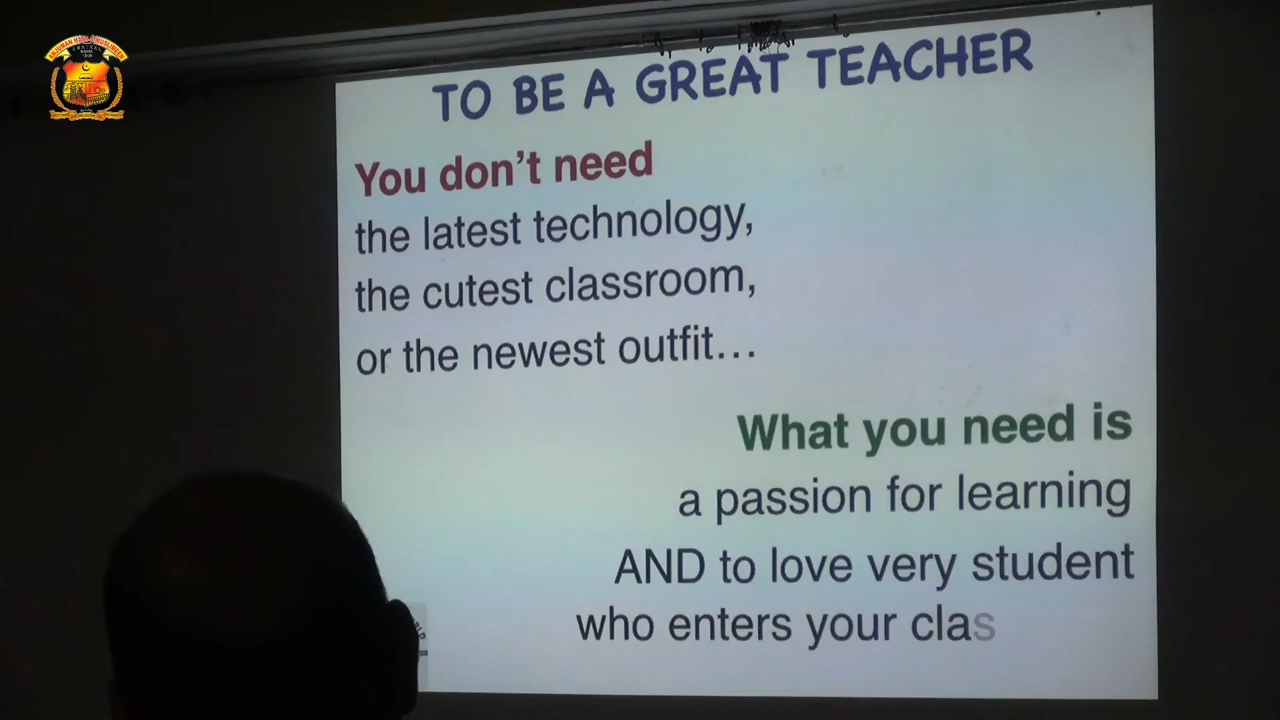 TO BE A GREAT TEACHER
You don't need
the latest technology,
the cutest classroom,
or the newest outfit...
What you need is
a passion for learning
AND to love very student
who enters your clas